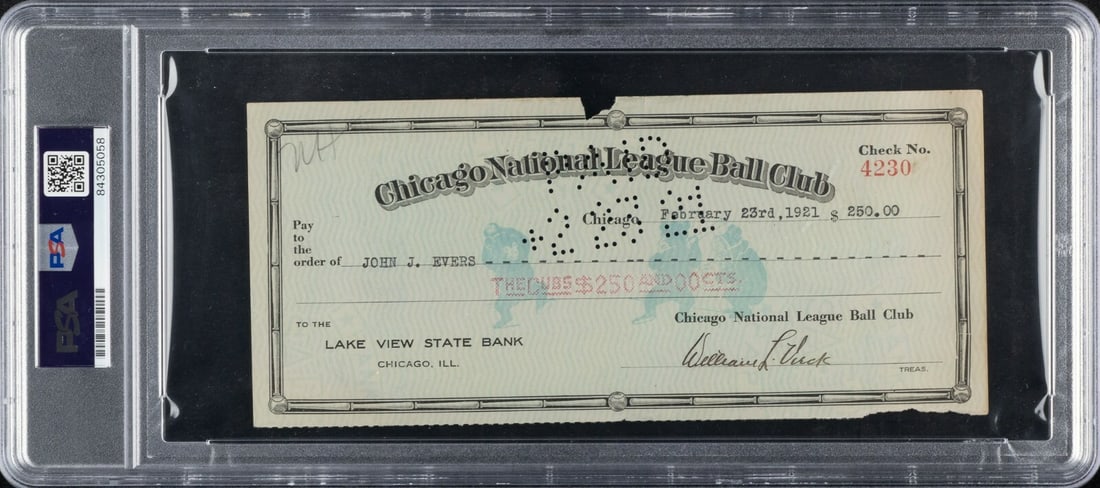 PSA
PSA
84305058
Check No.
4230
Chicago National League Ball Club
Chicago February 23rd,1921 $ 250.00
Pay
to
the
order of JOHN J. EVERS
THE CUBS $250 AND 00 CTS.
Chicago National League Ball Club
TO THE
LAKE VIEW STATE BANK
CHICAGO, ILL.
William L. Veeck
TREAS.